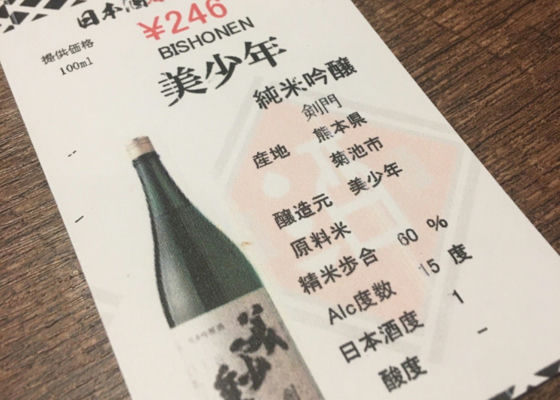 日本酒
¥246
提供価格
100ml
BISHONEN
美少年
純米吟醸
剣門
産地 熊本県
菊池市
醸造元 美少年
原料米
精米歩合 60 %
Alc度数 15 度
日本酒度 1
酸度 －